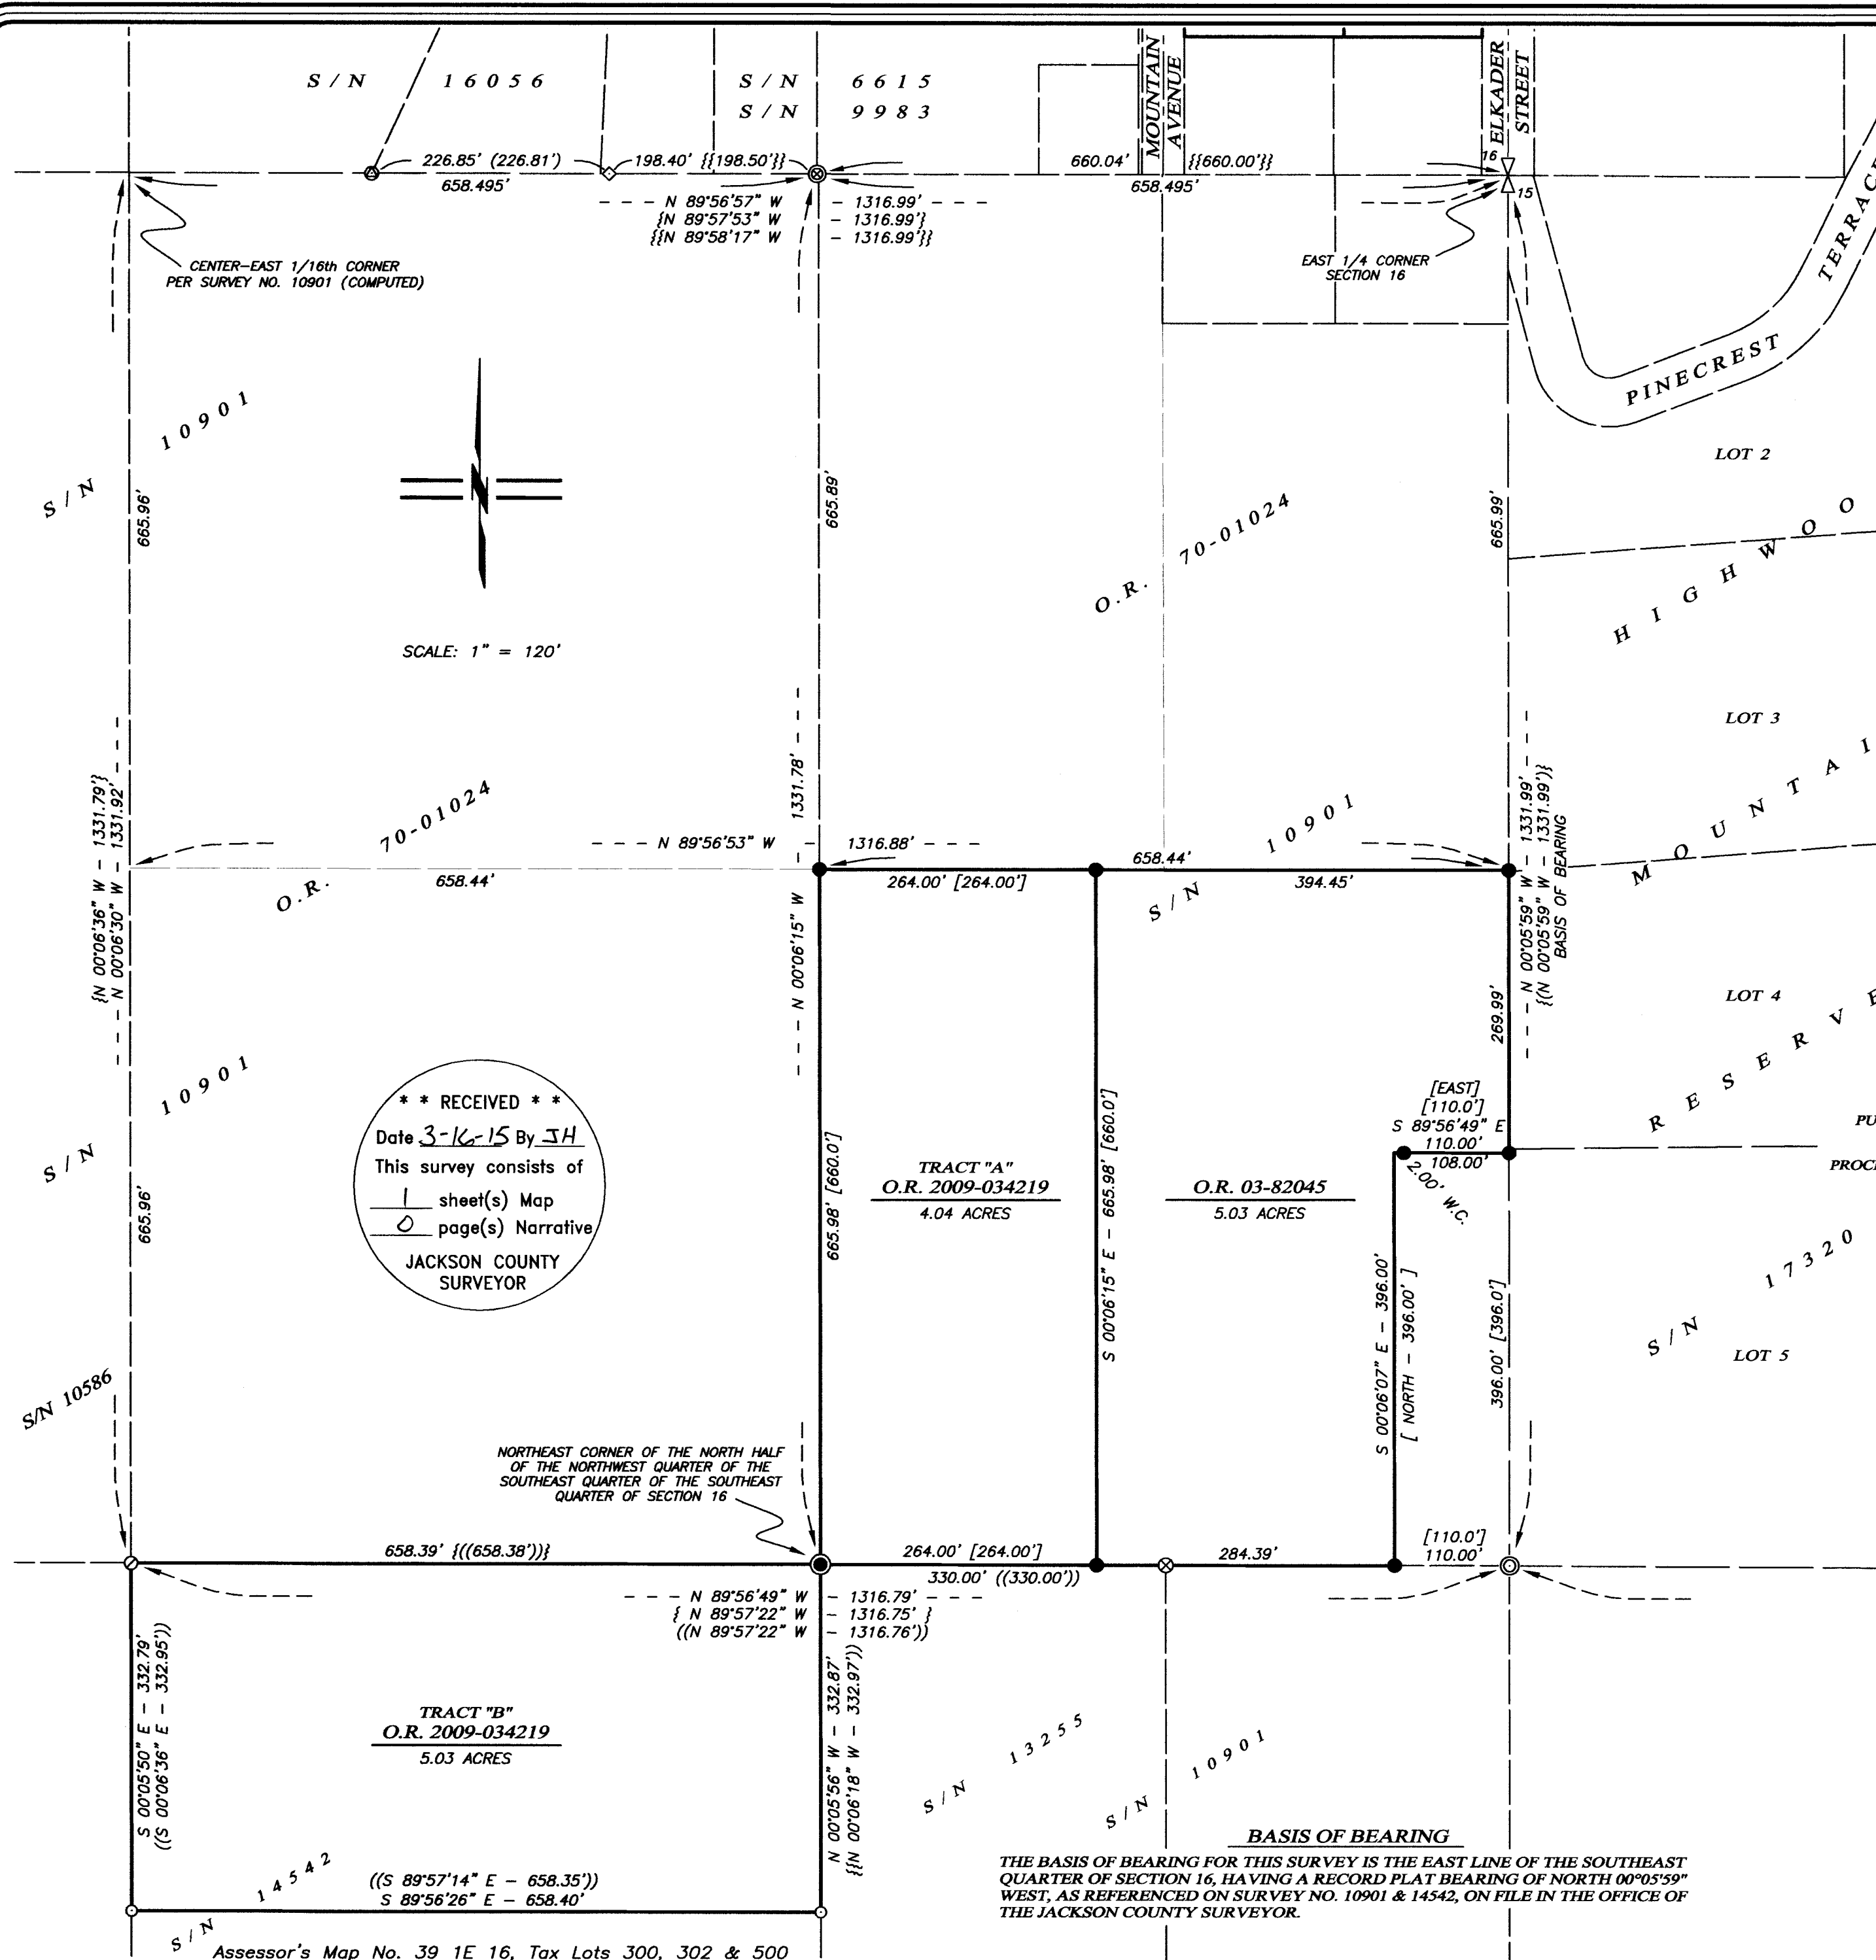 S / N 16056
S / N 6615
S / N 9983
MOUNTAIN
AVENUE
ELKADER
STREET
226.85' (226.81')
198.40' {{198.50'}}
658.495'
660.04' {{660.00'}}
658.495'
16
15
- - - N 89°56'57" W - 1316.99' - - -
{N 89°57'53" W - 1316.99'}
{{N 89°58'17" W - 1316.99'}}
CENTER-EAST 1/16th CORNER
PER SURVEY NO. 10901 (COMPUTED)
EAST 1/4 CORNER
SECTION 16
PINECREST
LOT 2
S / N 10901
665.96'
N
665.89'
O.R. 70-01024
665.99'
SCALE: 1" = 120'
LOT 3
{N 00°06'36" W - 1331.79'}
- - - N 00°06'30" W - 1331.92' - - -
O.R. 70-01024
658.44'
- - - N 89°56'53" W - 1316.88' - - -
- - - N 00°06'15" W - 1331.78' - - -
658.44'
264.00' [264.00']
394.45'
S / N 10901
- - - N 00°05'59" W - 1331.99' - - -
{(N 00°05'59" W - 1331.99')}
BASIS OF BEARING
269.99'
LOT 4
S / N 10901
665.96'
* * RECEIVED * *
Date 3-16-15 By JH
This survey consists of
1 sheet(s) Map
0 page(s) Narrative
JACKSON COUNTY
SURVEYOR
665.98' [660.0']
TRACT "A"
O.R. 2009-034219
4.04 ACRES
S 00°06'15" E - 665.98' [660.0']
O.R. 03-82045
5.03 ACRES
[EAST]
[110.0']
S 89°56'49" E
110.00'
108.00'
2.00' W.C.
S 00°06'07" E - 396.00'
[ NORTH - 396.00' ]
396.00' [396.0']
S / N 17320
LOT 5
S/N 10586
NORTHEAST CORNER OF THE NORTH HALF
OF THE NORTHWEST QUARTER OF THE
SOUTHEAST QUARTER OF THE SOUTHEAST
QUARTER OF SECTION 16
658.39' {((658.38'))}
264.00' [264.00']
330.00' ((330.00'))
284.39'
[110.0']
110.00'
- - - N 89°56'49" W - 1316.79' - - -
{ N 89°57'22" W - 1316.75' }
((N 89°57'22" W - 1316.76'))
S 00°05'50" E - 332.79'
((S 00°06'36" E - 332.95'))
TRACT "B"
O.R. 2009-034219
5.03 ACRES
N 00°05'56" W - 332.87'
{{N 00°06'18" W - 332.97'))
S / N 13255
S / N 10901
((S 89°57'14" E - 658.35'))
S 89°56'26" E - 658.40'
S / N 14542
BASIS OF BEARING
THE BASIS OF BEARING FOR THIS SURVEY IS THE EAST LINE OF THE SOUTHEAST
QUARTER OF SECTION 16, HAVING A RECORD PLAT BEARING OF NORTH 00°05'59"
WEST, AS REFERENCED ON SURVEY NO. 10901 & 14542, ON FILE IN THE OFFICE OF
THE JACKSON COUNTY SURVEYOR.
Assessor's Map No. 39 1E 16, Tax Lots 300, 302 & 500